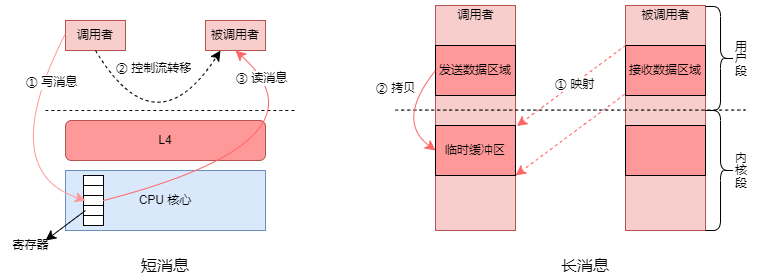 调用者
被调用者
① 写消息
② 控制流转移
③ 读消息
L4
CPU 核心
寄存器
短消息
调用者
被调用者
发送数据区域
接收数据区域
① 映射
② 拷贝
临时缓冲区
用户段
内核段
长消息